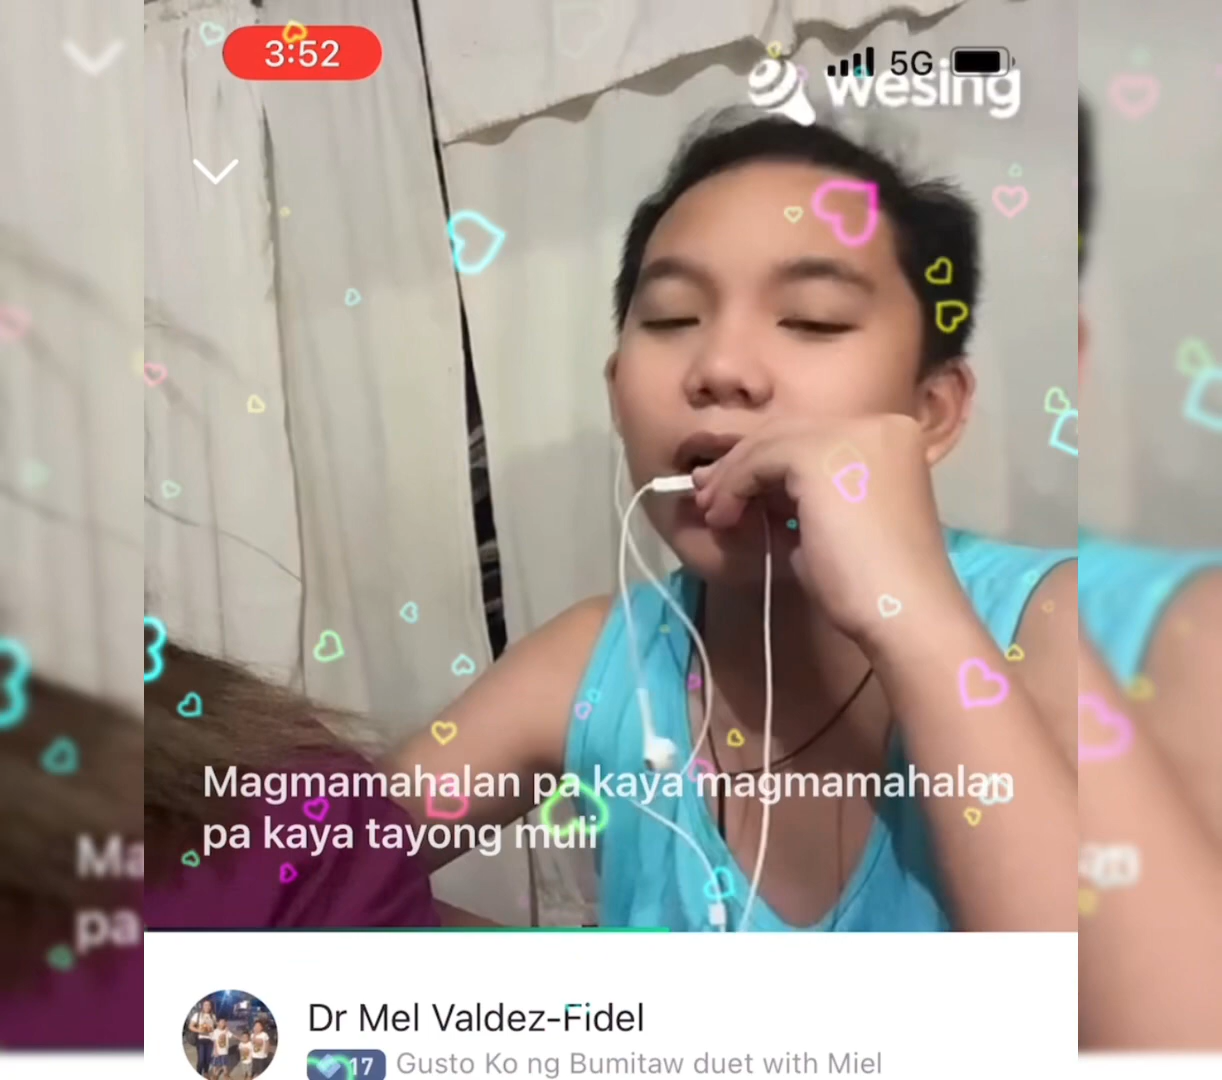 3:52
5G
wesing
Magmamahalan pa kaya magmamahalan
pa kaya tayong muli
Dr Mel Valdez-Fidel
17 Gusto Ko ng Bumitaw duet with Miel